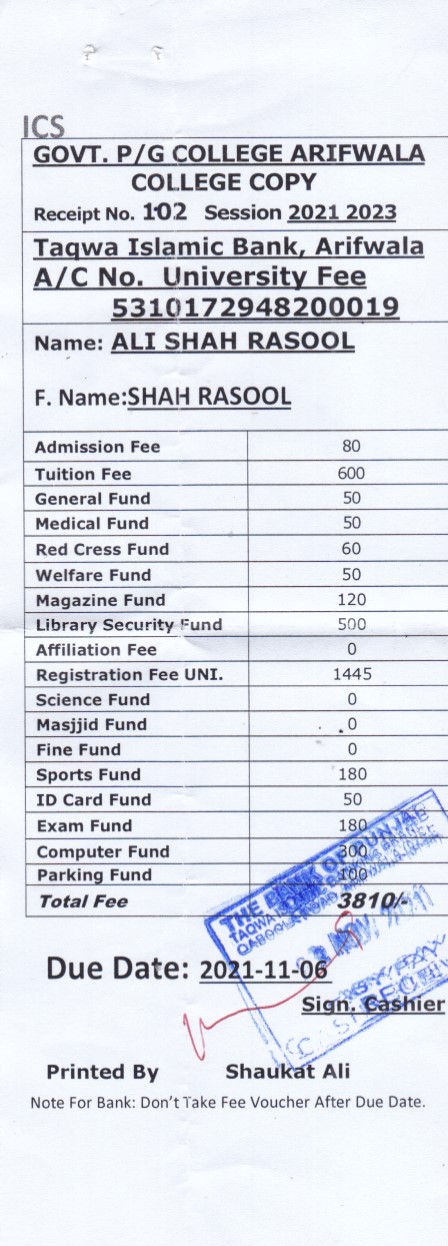 ICS
GOVT. P/G COLLEGE ARIFWALA
COLLEGE COPY
Receipt No. 102 Session 2021 2023
Taqwa Islamic Bank, Arifwala
A/C No. University Fee
5310172948200019
Name: ALI SHAH RASOOL
F. Name:SHAH RASOOL
Admission Fee 80
Tuition Fee 600
General Fund 50
Medical Fund 50
Red Cress Fund 60
Welfare Fund 50
Magazine Fund 120
Library Security Fund 500
Affiliation Fee 0
Registration Fee UNI. 1445
Science Fund 0
Masjjid Fund 0
Fine Fund 0
Sports Fund 180
ID Card Fund 50
Exam Fund 180
Computer Fund 300
Parking Fund 100
Total Fee 3810/-
THE BANK OF PUNJAB
TAQWA
NOV
Due Date: 2021-11-06
Sign. Cashier
Printed By Shaukat Ali
Note For Bank: Don't Take Fee Voucher After Due Date.